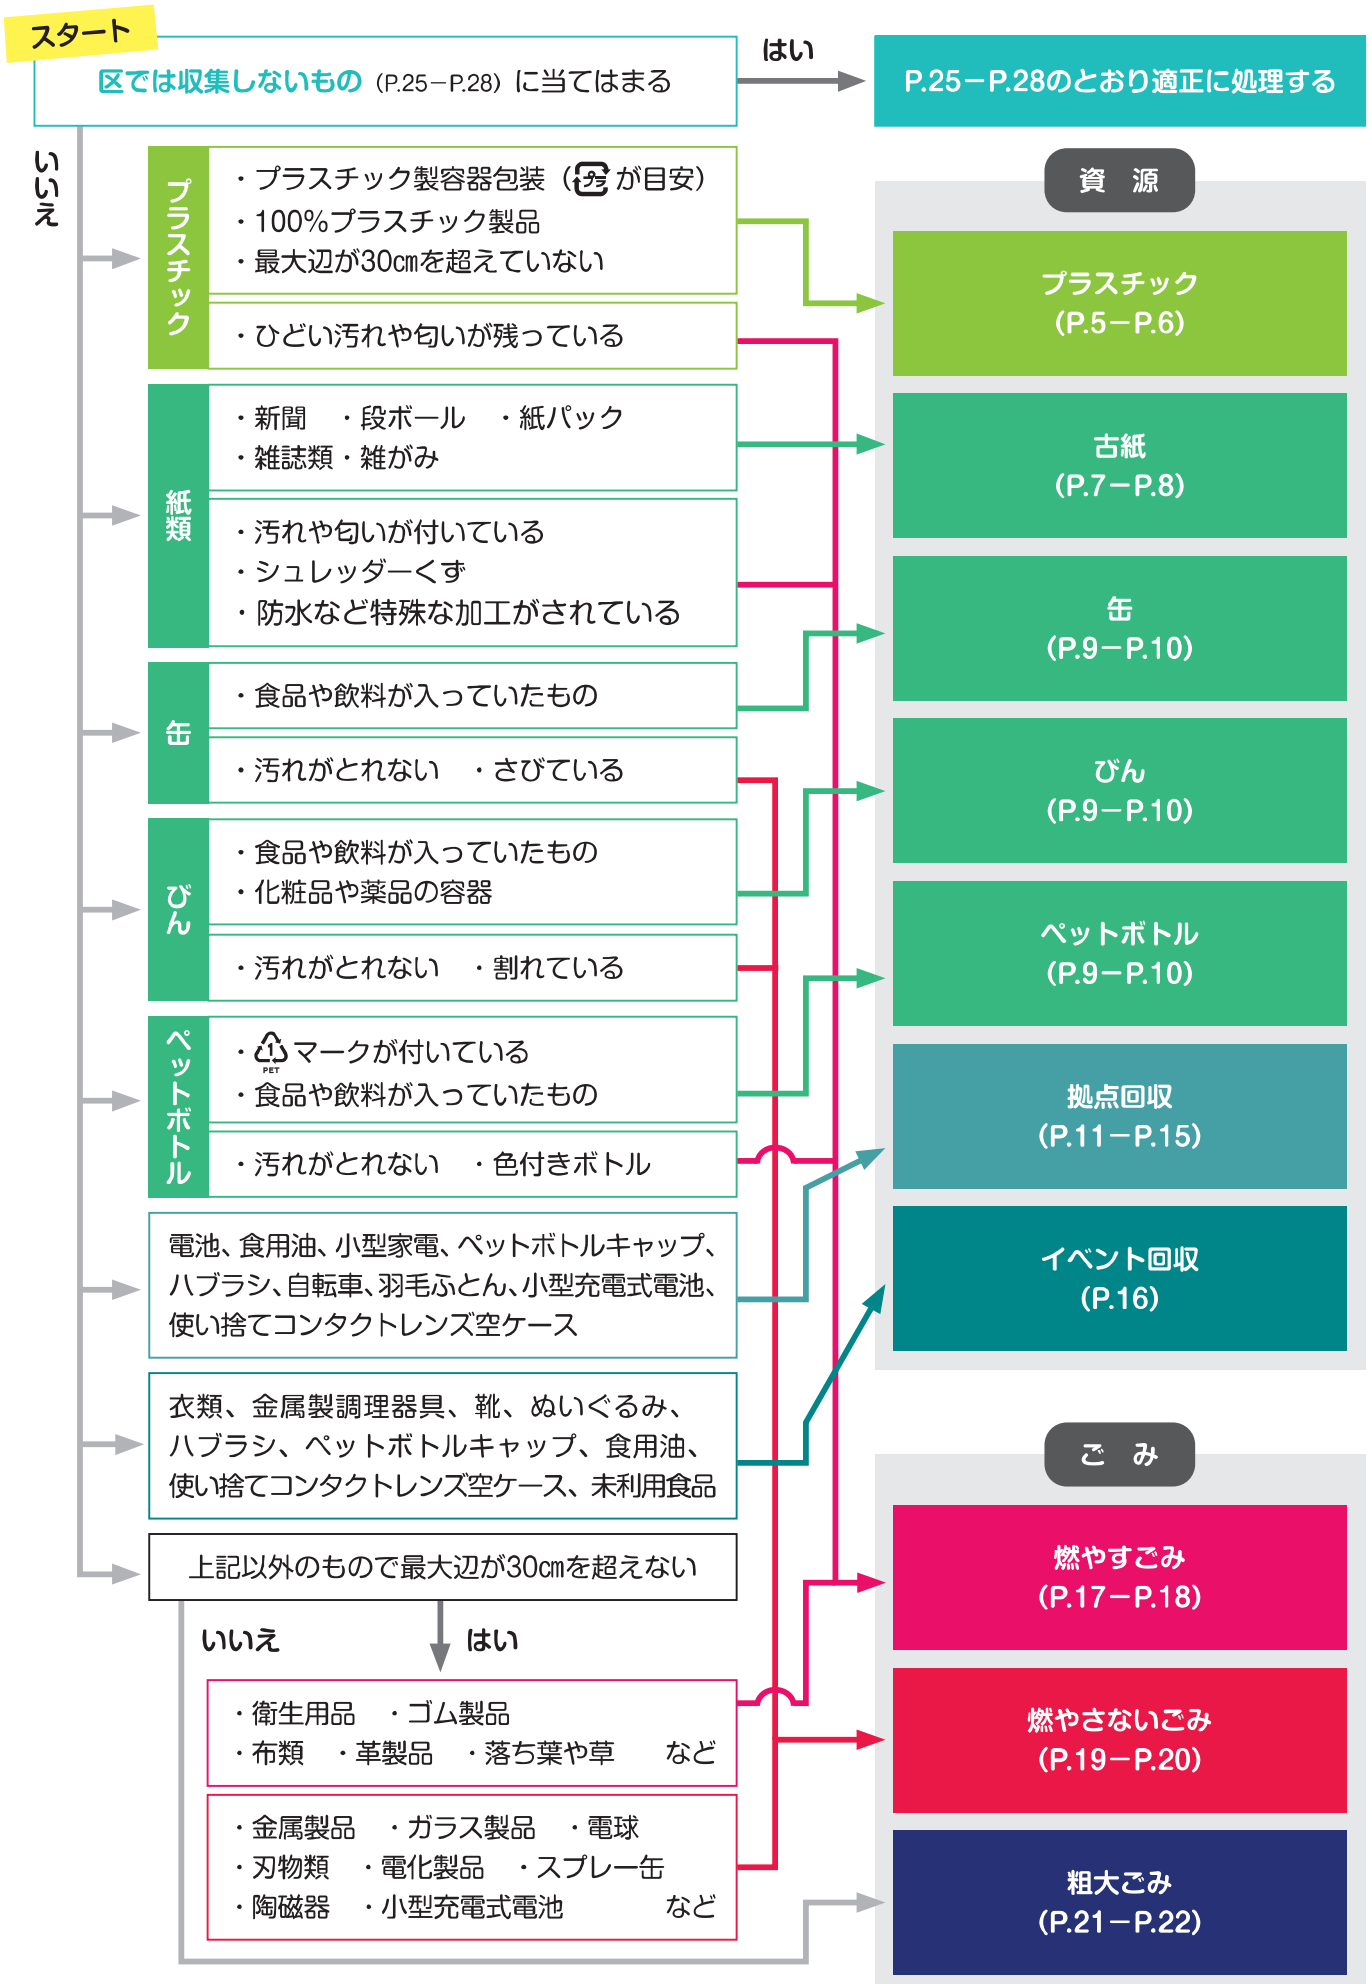 スタート
区では収集しないもの（P.25－P.28）に当てはまる
はい
P.25－P.28のとおり適正に処理する
いいえ
プラスチック
・プラスチック製容器包装（プラが目安）
・100％プラスチック製品
・最大辺が30㎝を超えていない
・ひどい汚れや匂いが残っている
紙類
・新聞　・段ボール　・紙パック
・雑誌類・雑がみ
・汚れや匂いが付いている
・シュレッダーくず
・防水など特殊な加工がされている
缶
・食品や飲料が入っていたもの
・汚れがとれない　・さびている
びん
・食品や飲料が入っていたもの
・化粧品や薬品の容器
・汚れがとれない　・割れている
ペットボトル
・1 PET マークが付いている
・食品や飲料が入っていたもの
・汚れがとれない　・色付きボトル
電池、食用油、小型家電、ペットボトルキャップ、
ハブラシ、自転車、羽毛ふとん、小型充電式電池、
使い捨てコンタクトレンズ空ケース
衣類、金属製調理器具、靴、ぬいぐるみ、
ハブラシ、ペットボトルキャップ、食用油、
使い捨てコンタクトレンズ空ケース、未利用食品
上記以外のもので最大辺が30㎝を超えない
いいえ
はい
・衛生用品　・ゴム製品
・布類　・革製品　・落ち葉や草　など
・金属製品　・ガラス製品　・電球
・刃物類　・電化製品　・スプレー缶
・陶磁器　・小型充電式電池　など
資　源
プラスチック
（P.5－P.6）
古紙
（P.7－P.8）
缶
（P.9－P.10）
びん
（P.9－P.10）
ペットボトル
（P.9－P.10）
拠点回収
（P.11－P.15）
イベント回収
（P.16）
ご　み
燃やすごみ
（P.17－P.18）
燃やさないごみ
（P.19－P.20）
粗大ごみ
（P.21－P.22）